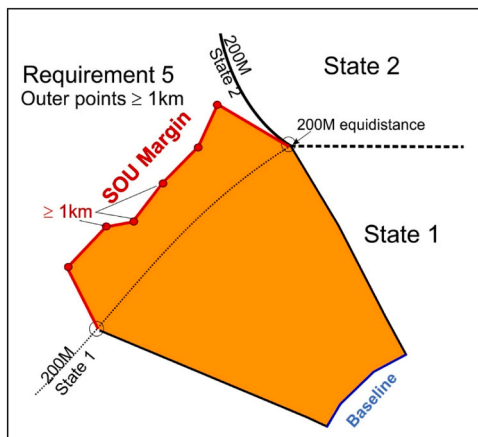 200M
State 2
State 2
Requirement 5
Outer points ≥ 1km
200M equidistance
SOU Margin
≥ 1km
State 1
200M
State 1
Baseline